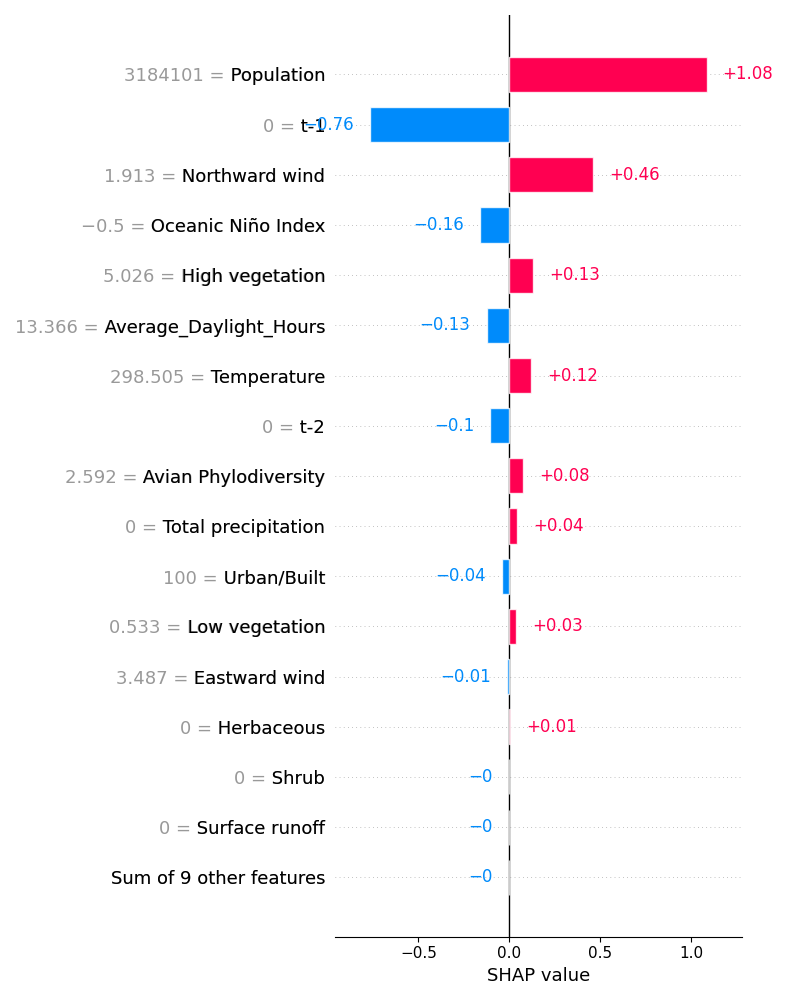 3184101 = Population +1.08
0 = t-1 −0.76
1.913 = Northward wind +0.46
−0.5 = Oceanic Niño Index −0.16
5.026 = High vegetation +0.13
13.366 = Average_Daylight_Hours −0.13
298.505 = Temperature +0.12
0 = t-2 −0.1
2.592 = Avian Phylodiversity +0.08
0 = Total precipitation +0.04
100 = Urban/Built −0.04
0.533 = Low vegetation +0.03
3.487 = Eastward wind −0.01
0 = Herbaceous +0.01
0 = Shrub −0
0 = Surface runoff −0
Sum of 9 other features −0
−0.5 0.0 0.5 1.0
SHAP value